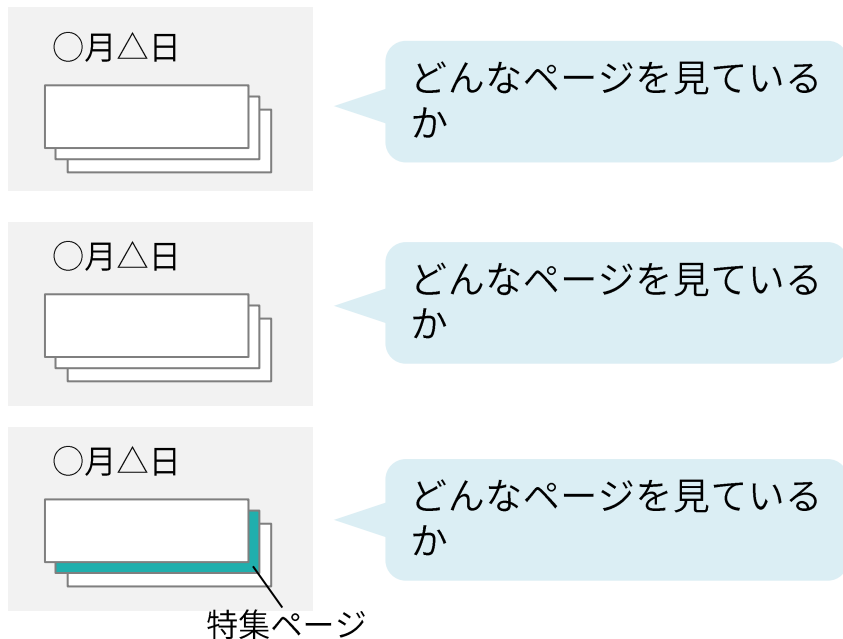 ○月△日
どんなページを見ている
か
○月△日
どんなページを見ている
か
○月△日
どんなページを見ている
か
特集ページ